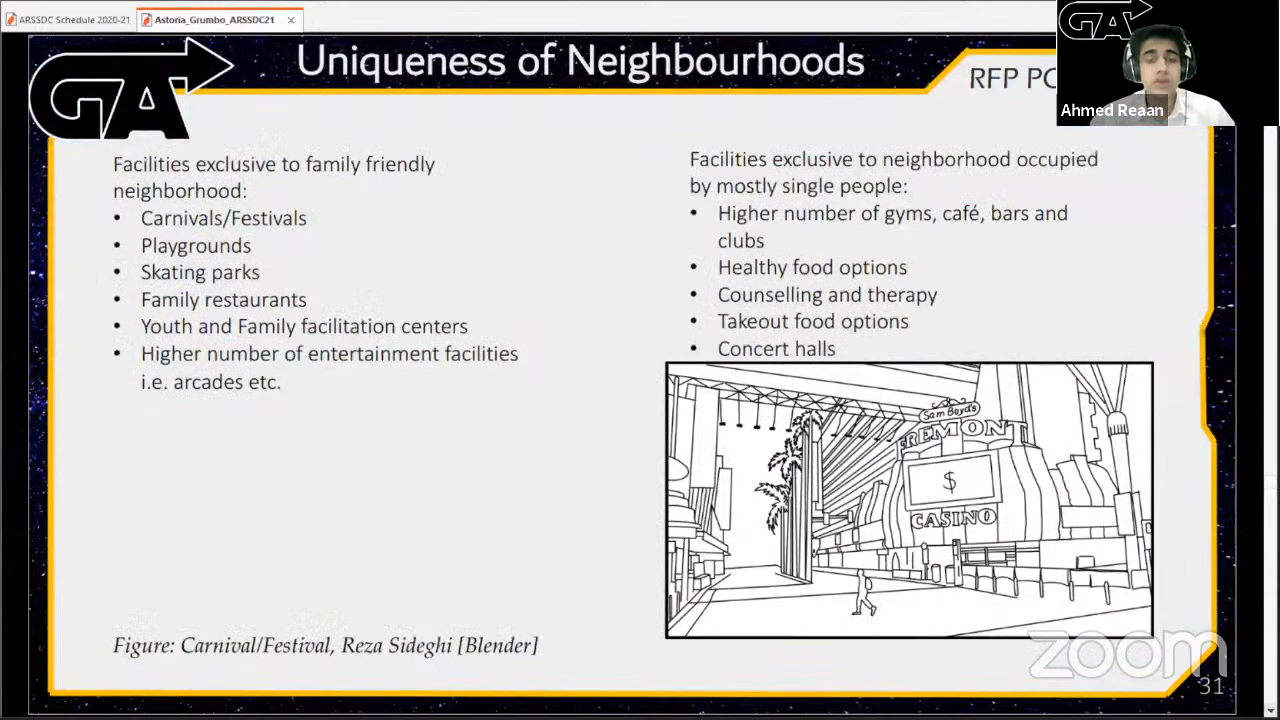 ARSSDC Schedule 2020-21
Astoria_Grumbo_ARSSDC21
GA
Uniqueness of Neighbourhoods
RFP
GA
Ahmed Reaan
Facilities exclusive to family friendly
neighborhood:
• Carnivals/Festivals
• Playgrounds
• Skating parks
• Family restaurants
• Youth and Family facilitation centers
• Higher number of entertainment facilities
i.e. arcades etc.
Facilities exclusive to neighborhood occupied
by mostly single people:
• Higher number of gyms, café, bars and
clubs
• Healthy food options
• Counselling and therapy
• Takeout food options
• Concert halls
Sam Boyd's
FREMONT
$
CASINO
Figure: Carnival/Festival, Reza Sideghi [Blender]
zoom
31